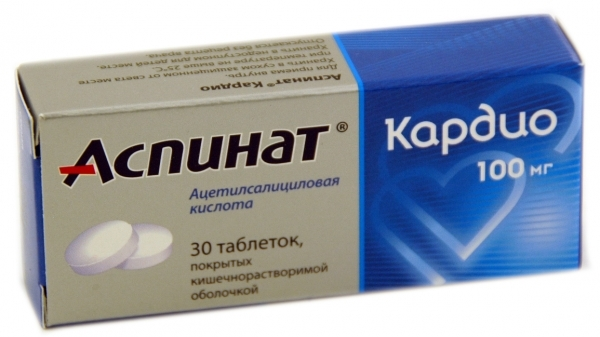 Аспинат® Кардио
Для приема внутрь.
Хранить в сухом защищенном от света месте
при температуре не выше 25°С.
Хранить в недоступном для детей месте.
Отпускается без рецепта врача.
Аспинат®
Ацетилсалициловая
кислота
30 таблеток,
покрытых
кишечнорастворимой
оболочкой
Кардио
100 мг